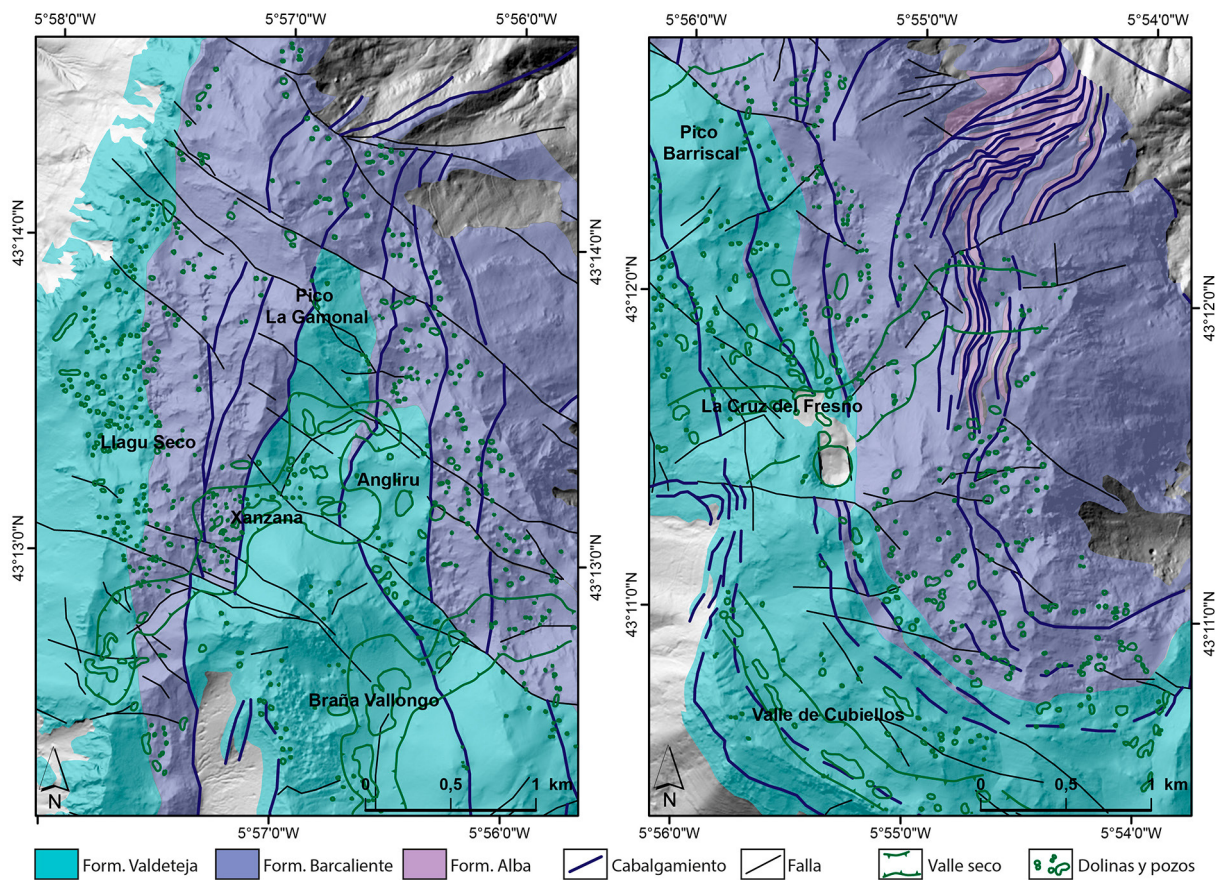 5°58'0"W 5°57'0"W 5°56'0"W
5°56'0"W 5°55'0"W 5°54'0"W
43°14'0"N
43°13'0"N
43°14'0"N
43°13'0"N
Pico
La Gamonal
Llagu Seco
Angliru
Xanzana
Braña Vallongo
N
0 0,5 1 km
5°57'0"W 5°56'0"W
43°12'0"N
43°11'0"N
43°12'0"N
43°11'0"N
Pico
Barriscal
La Cruz del Fresno
Valle de Cubiellos
N
0 0,5 1 km
5°56'0"W 5°55'0"W 5°54'0"W
Form. Valdeteja Form. Barcaliente Form. Alba Cabalgamiento Falla Valle seco Dolinas y pozos